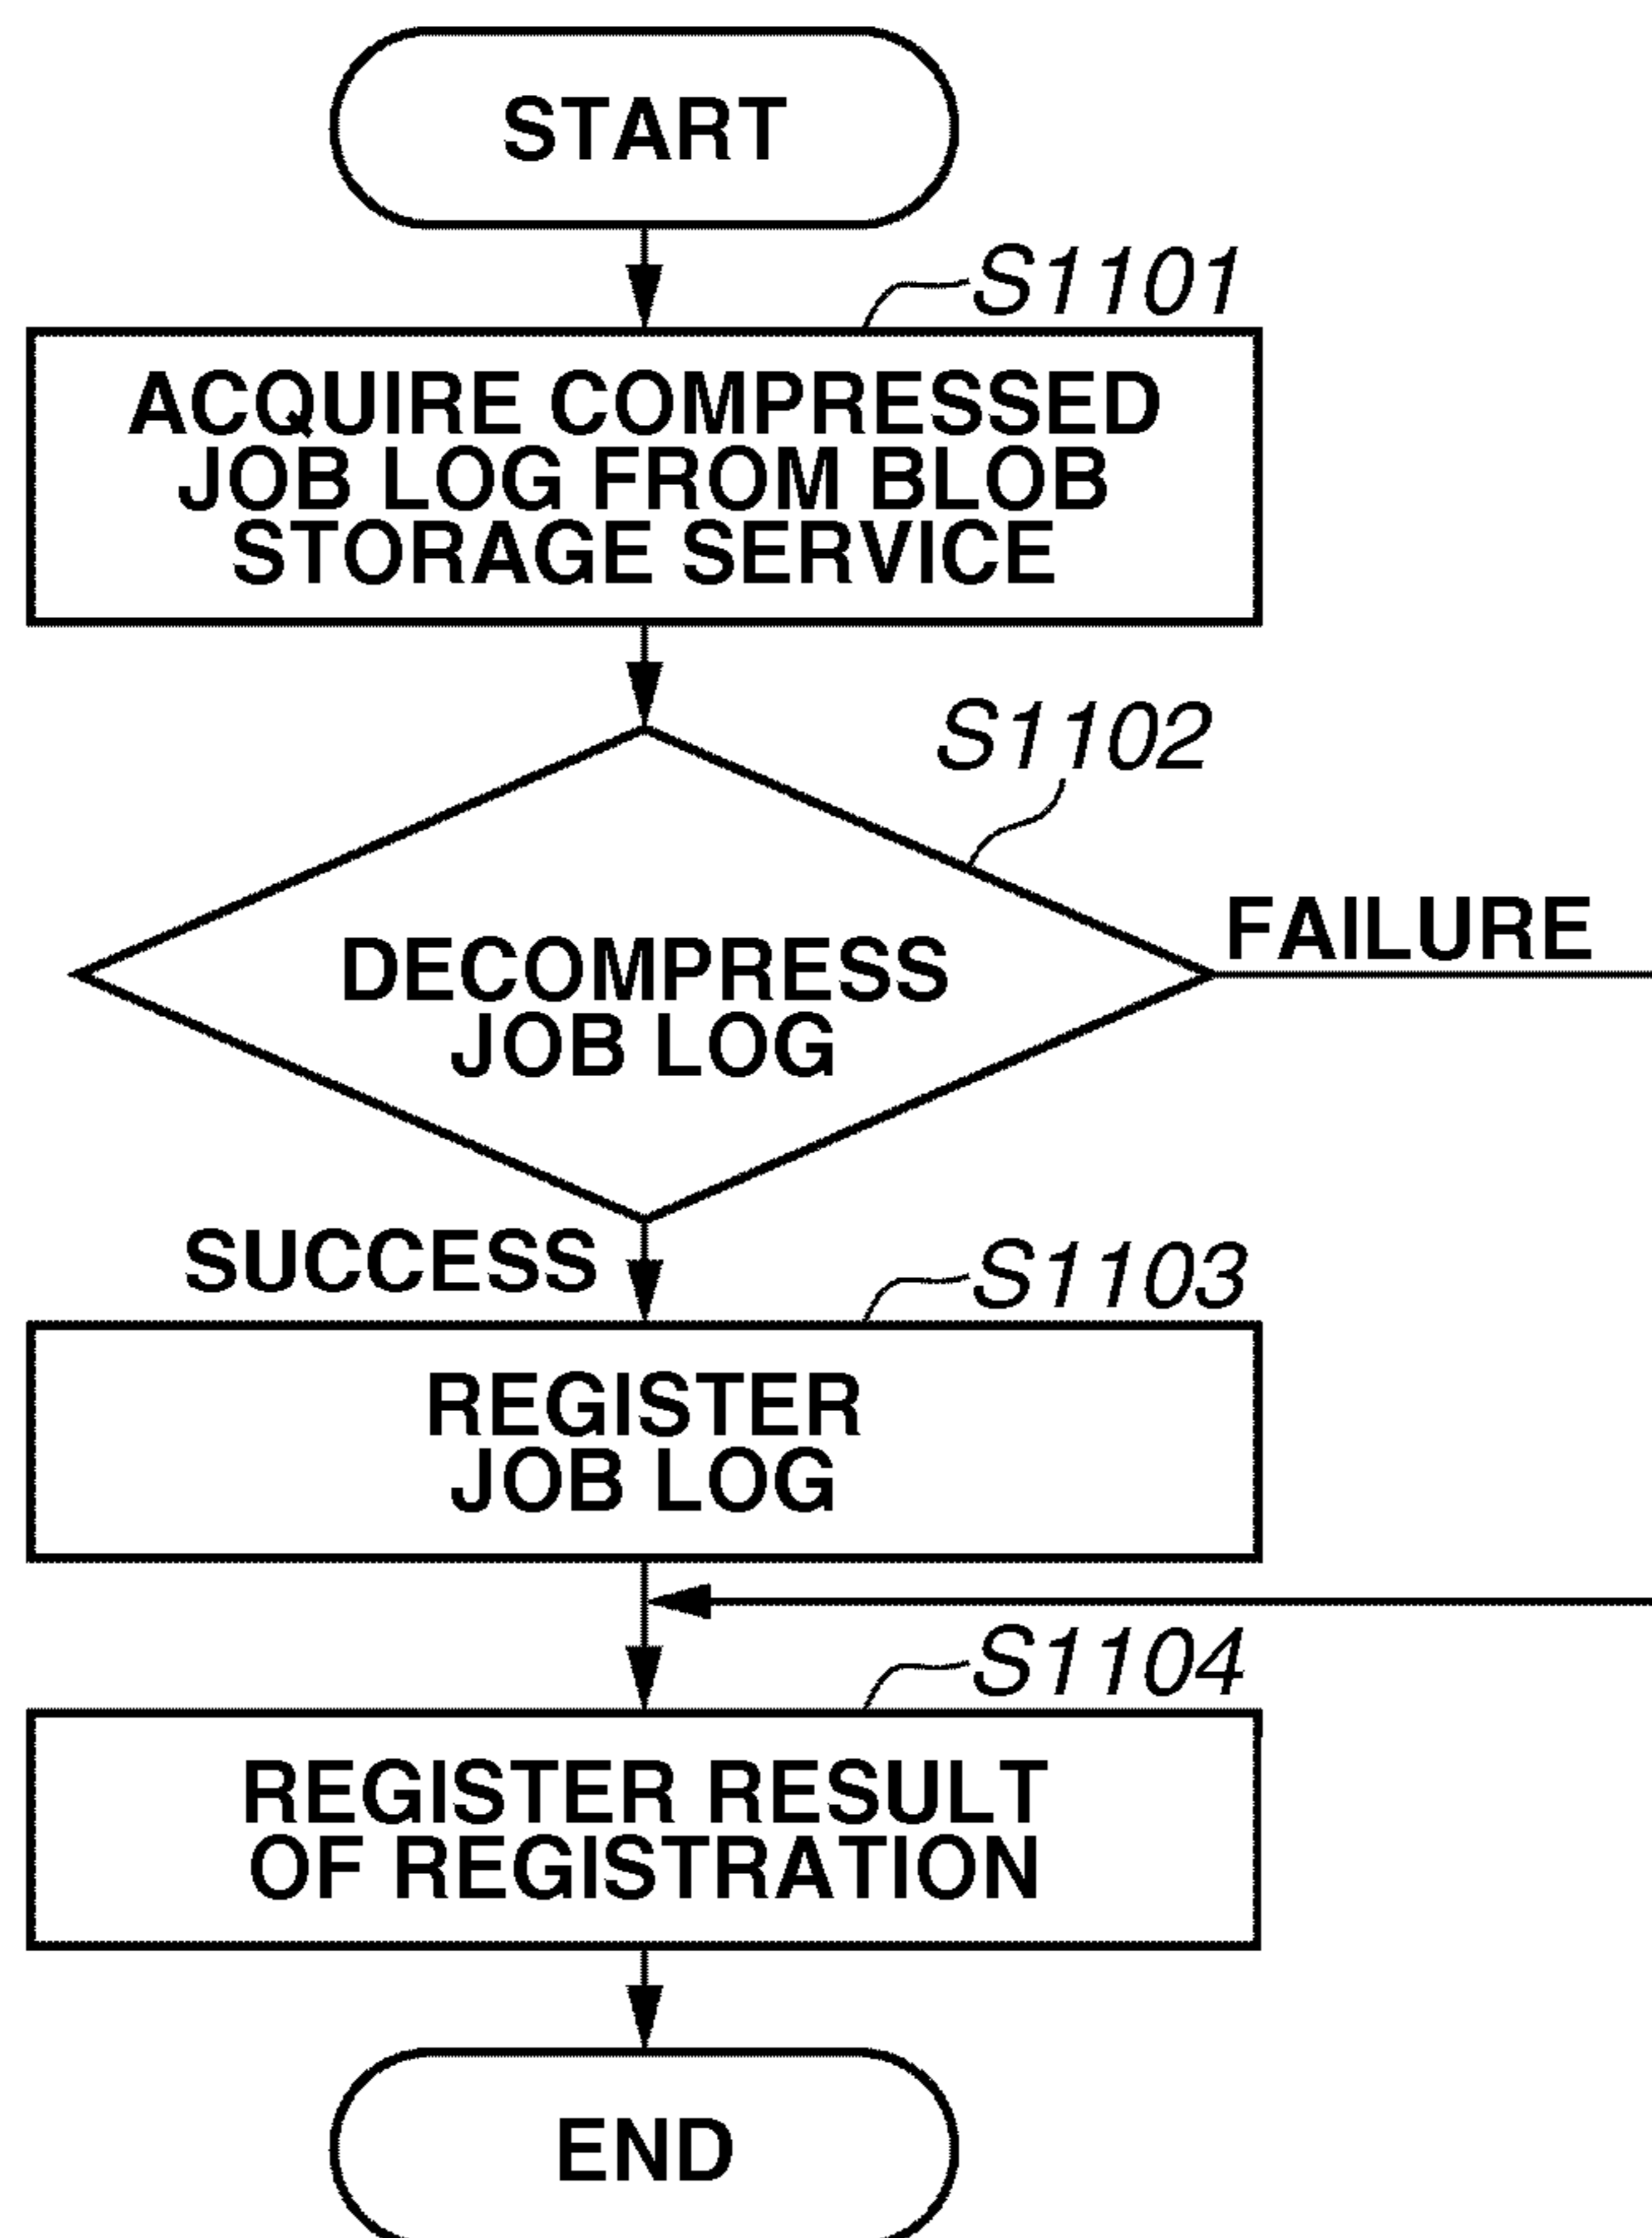 START
S1101
ACQUIRE COMPRESSED
JOB LOG FROM BLOB
STORAGE SERVICE
S1102
DECOMPRESS
JOB LOG
FAILURE
SUCCESS
S1103
REGISTER
JOB LOG
S1104
REGISTER RESULT
OF REGISTRATION
END